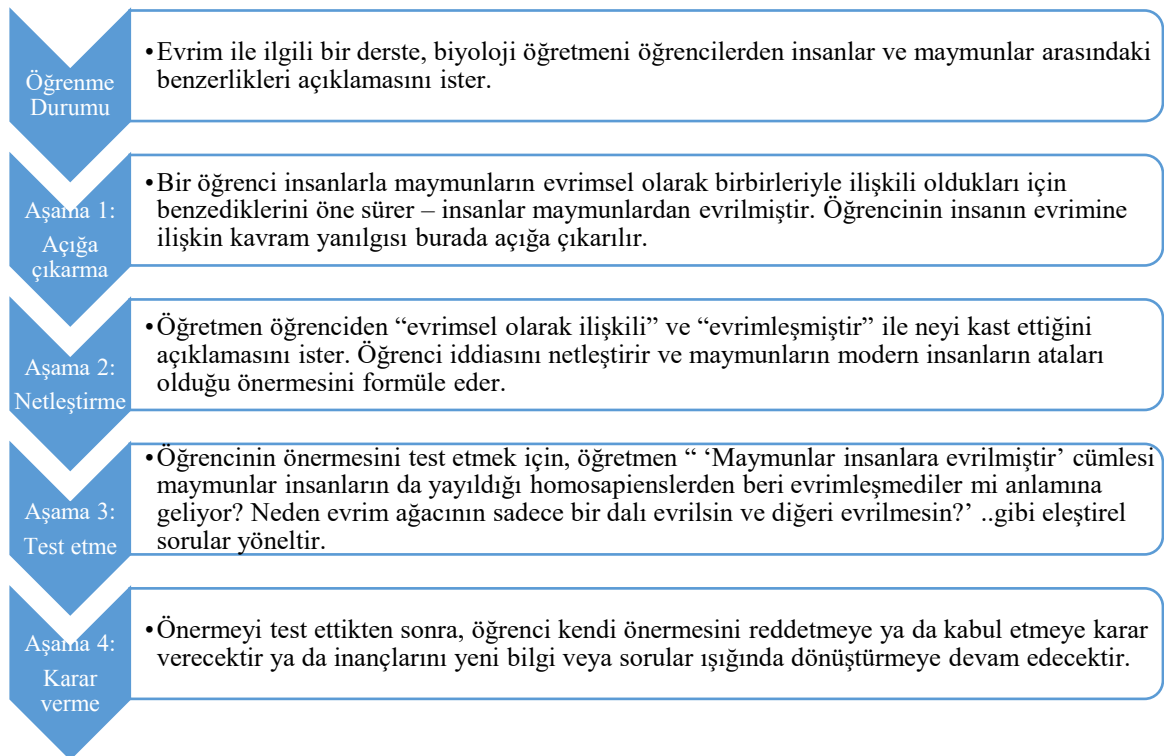 Öğrenme
Durumu
•Evrim ile ilgili bir derste, biyoloji öğretmeni öğrencilerden insanlar ve maymunlar arasındaki
benzerlikleri açıklamasını ister.
Aşama 1:
Açığa
çıkarma
•Bir öğrenci insanlarla maymunların evrimsel olarak birbirleriyle ilişkili oldukları için
benzediklerini öne sürer – insanlar maymunlardan evrilmiştir. Öğrencinin insanın evrimine
ilişkin kavram yanılgısı burada açığa çıkarılır.
Aşama 2:
Netleştirme
•Öğretmen öğrenciden “evrimsel olarak ilişkili” ve “evrimleşmiştir” ile neyi kast ettiğini
açıklamasını ister. Öğrenci iddiasını netleştirir ve maymunların modern insanların ataları
olduğu önermesini formüle eder.
Aşama 3:
Test etme
•Öğrencinin önermesini test etmek için, öğretmen “ ‘Maymunlar insanlara evrilmiştir’ cümlesi
maymunlar insanların da yayıldığı homosapienslerden beri evrimleşmediler mi anlamına
geliyor? Neden evrim ağacının sadece bir dalı evrilsin ve diğeri evrilmesin?’ ..gibi eleştirel
sorular yöneltir.
Aşama 4:
Karar
verme
•Önermeyi test ettikten sonra, öğrenci kendi önermesini reddetmeye ya da kabul etmeye karar
verecektir ya da inançlarını yeni bilgi veya sorular ışığında dönüştürmeye devam edecektir.